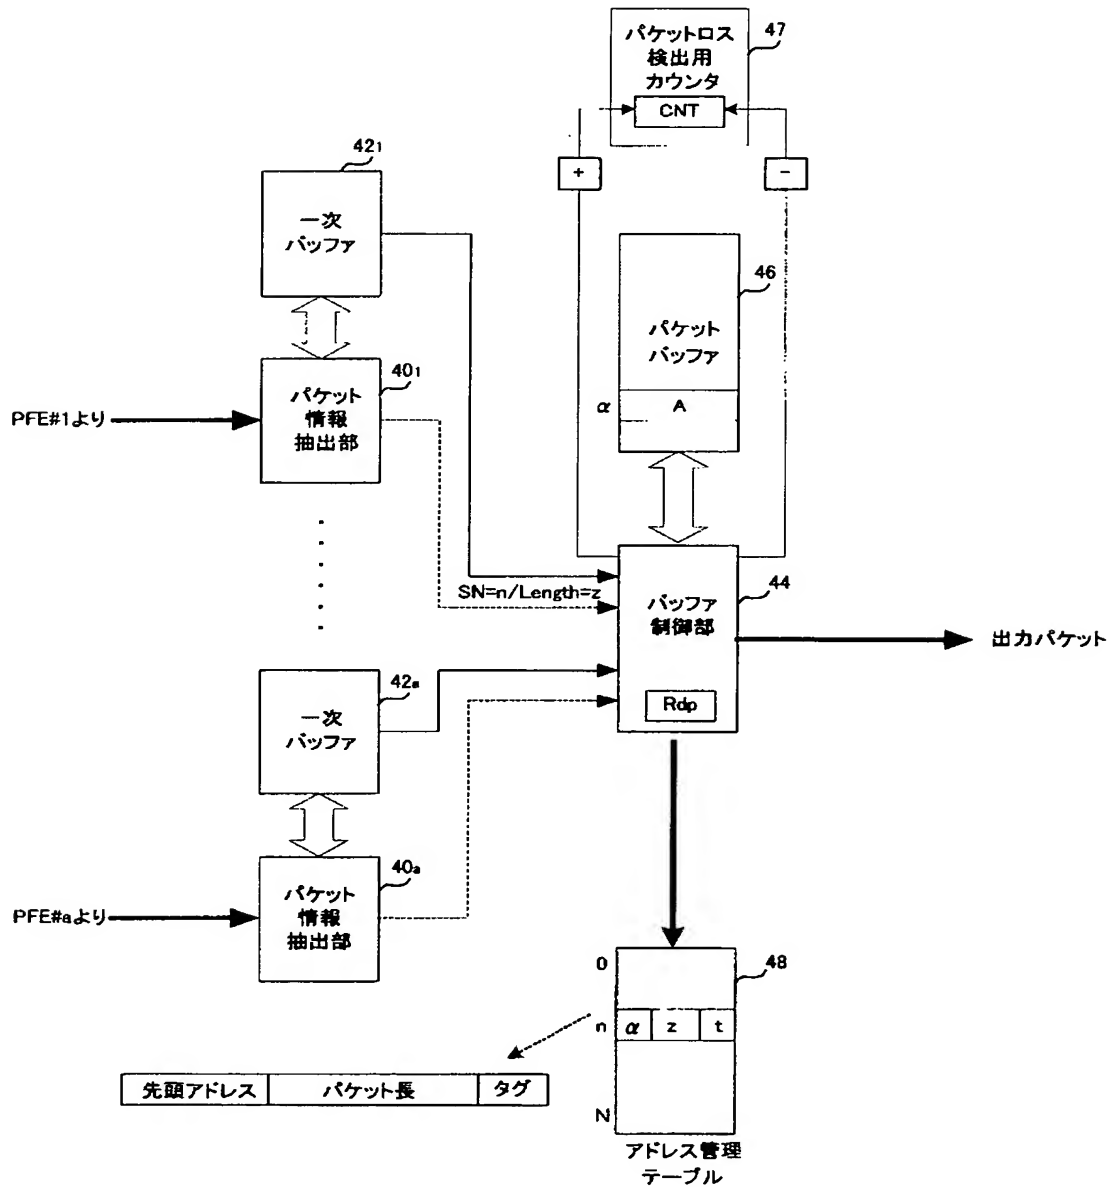 パケットロス
検出用
カウンタ
CNT
47
+
-
42₁
一次
バッファ
46
パケット
バッファ
α
A
40₁
PFE#1より
パケット
情報
抽出部
SN=n/Length=z
44
バッファ
制御部
Rdp
出力パケット
42a
一次
バッファ
40a
PFE#aより
パケット
情報
抽出部
48
0
n
α
z
t
N
先頭アドレス
パケット長
タグ
アドレス管理
テーブル